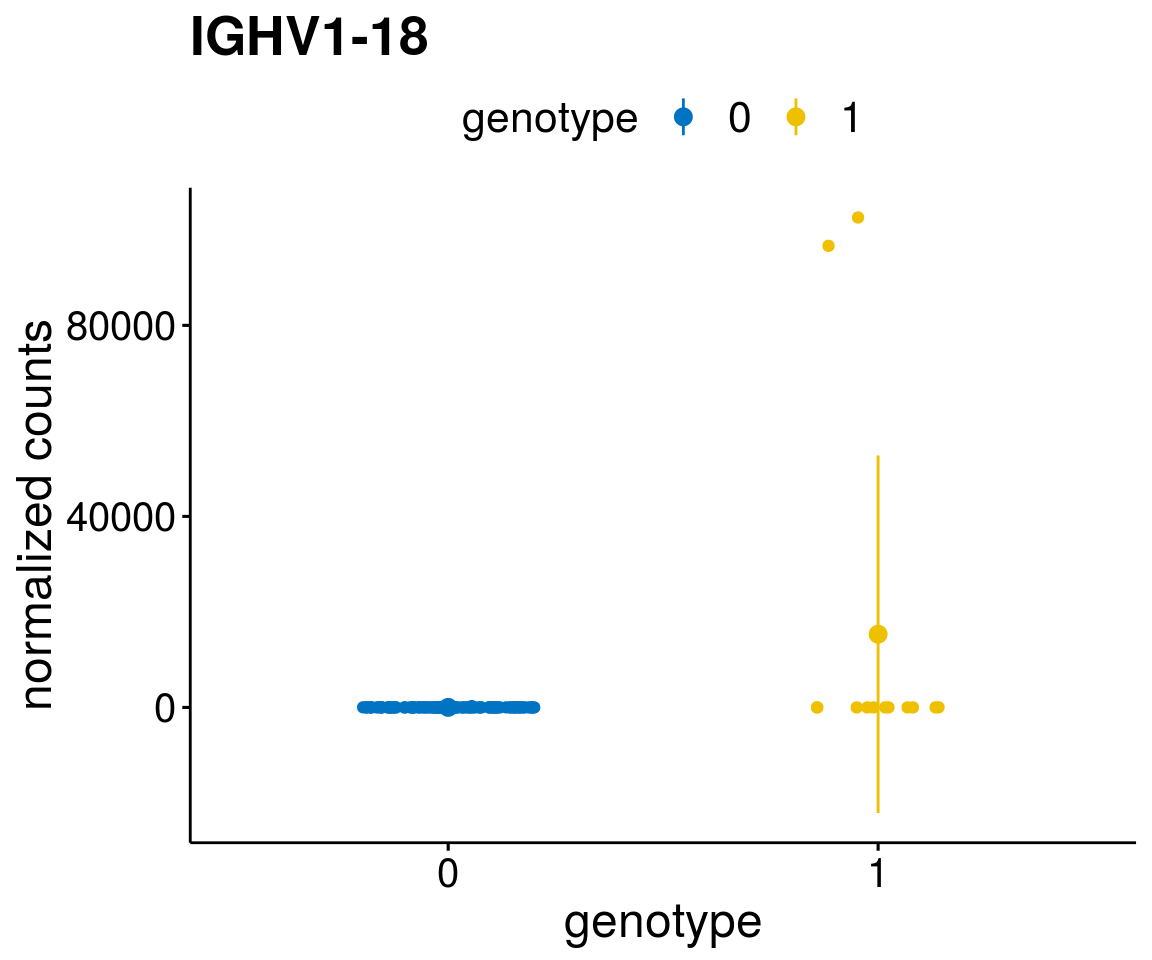 IGHV1-18
genotype 0 1
normalized counts
80000
40000
0
0 1
genotype